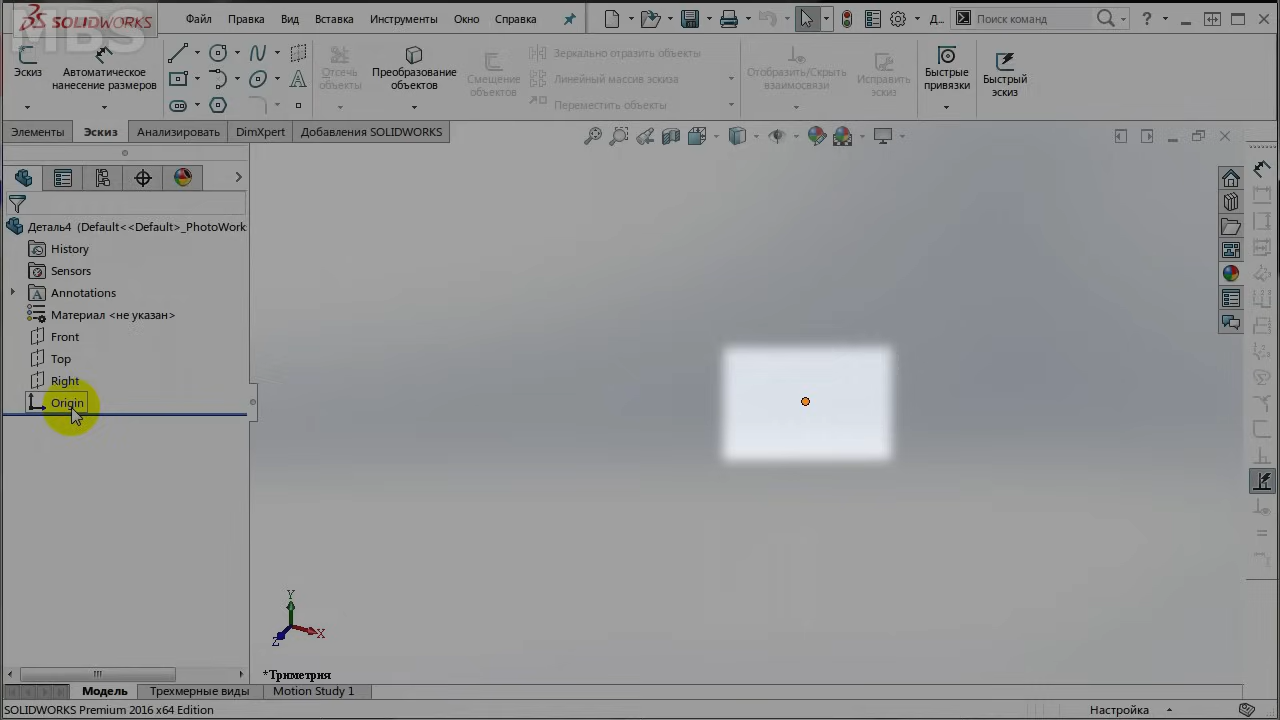 SOLIDWORKS
MBS
Файл Правка Вид Вставка Инструменты Окно Справка
Д... Поиск команд
Эскиз
Автоматическое
нанесение размеров
Отсечь
объекты
Преобразование
объектов
Смещение
объектов
Зеркально отразить объекты
Линейный массив эскиза
Переместить объекты
Отобразить/Скрыть
взаимосвязи
Исправить
эскиз
Быстрые
привязки
Быстрый
эскиз
Элементы Эскиз Анализировать DimXpert Добавления SOLIDWORKS
Деталь4 (Default<<Default>_PhotoWork
History
Sensors
Annotations
Материал <не указан>
Front
Top
Right
Origin
Y
X
Z
*Триметрия
Модель Трехмерные виды Motion Study 1
SOLIDWORKS Premium 2016 x64 Edition
Настройка